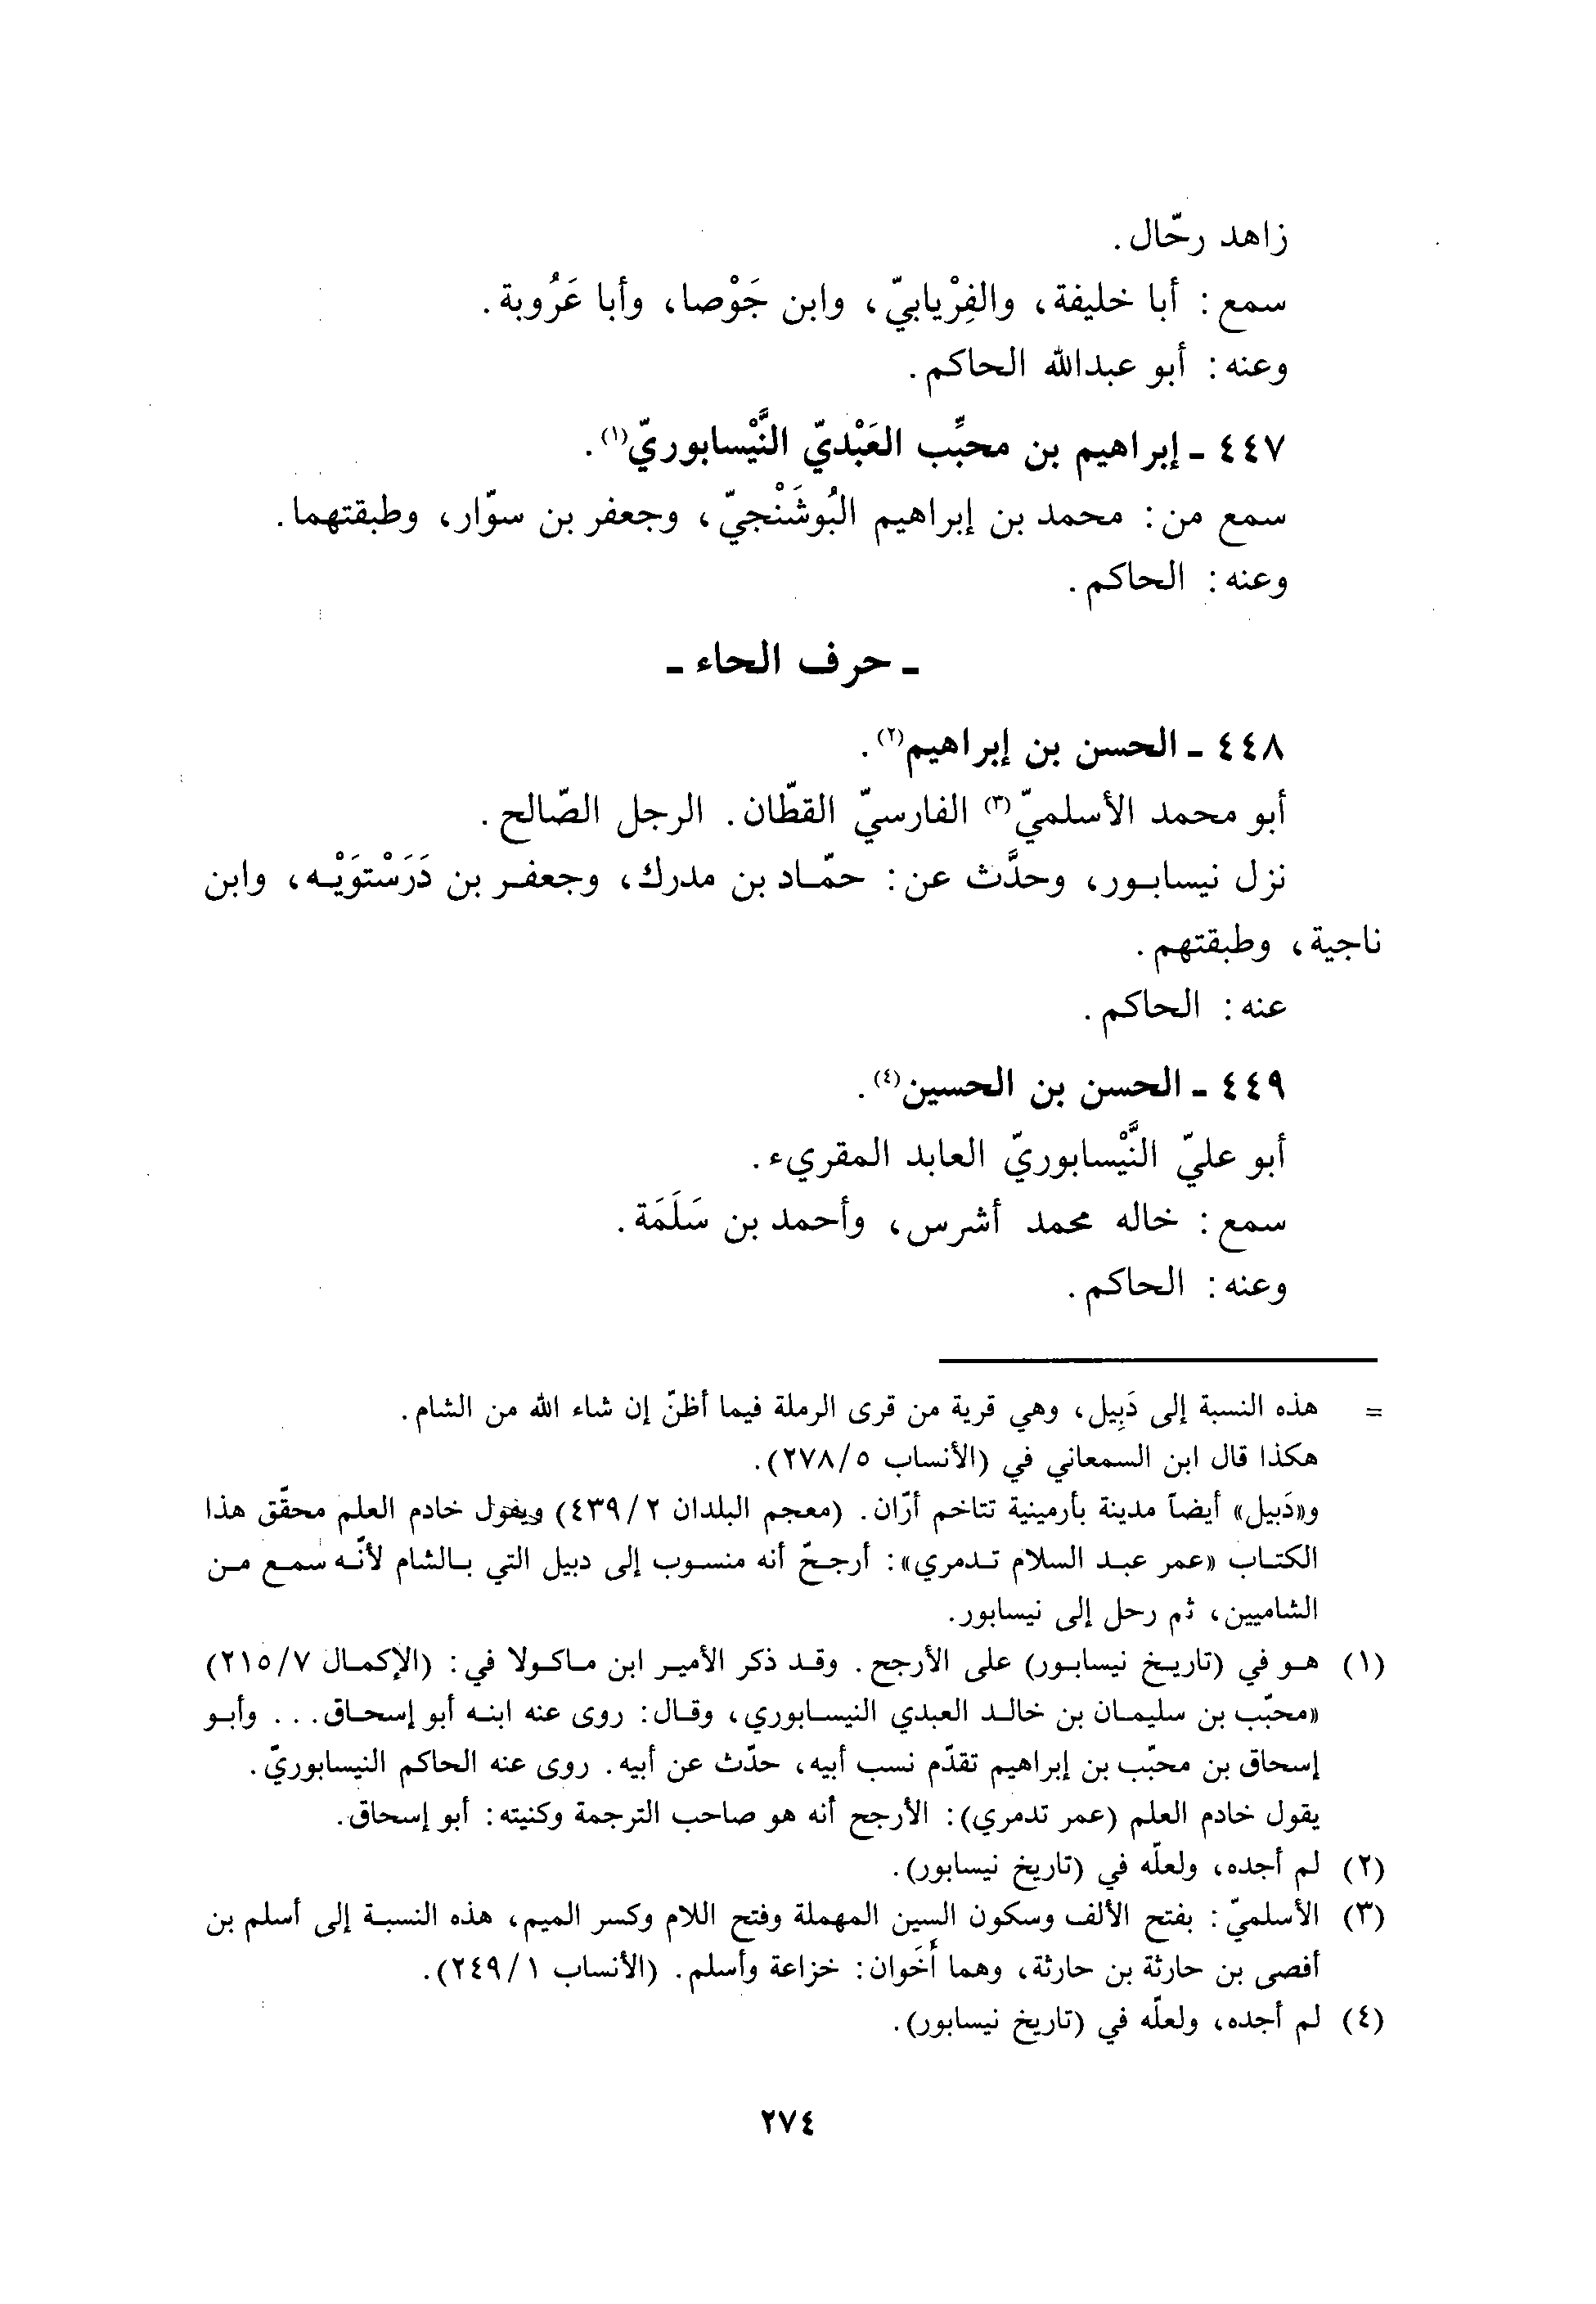 زاهد رحّال.
سمع: أبا خليفة، والفِرْيابيّ، وابن جَوْصا، وأبا عَرُوبة.
وعنه: أبو عبدالله الحاكم.
٤٤٧ ـ إبراهيم بن محبِّب العَبْديّ النَّيْسابوريّ(١).
سمع من: محمد بن إبراهيم البُوشَنْجيّ، وجعفر بن سوّار، وطبقتهما.
وعنه: الحاكم.
ـ حرف الحاء ـ
٤٤٨ ـ الحسن بن إبراهيم(٢).
أبو محمد الأسلميّ(٣) الفارسيّ القطّان. الرجل الصّالح.
نزل نيسابور، وحدَّث عن: حمّاد بن مدرك، وجعفر بن دَرَسْتوَيْه، وابن
ناجية، وطبقتهم.
عنه: الحاكم.
٤٤٩ ـ الحسن بن الحسين(٤).
أبو عليّ النَّيْسابوريّ العابد المقريء.
سمع: خاله محمد أشرس، وأحمد بن سَلَمَة.
وعنه: الحاكم.
= هذه النسبة إلى دَبِيل، وهي قرية من قرى الرملة فيما أظنّ إن شاء الله من الشام.
هكذا قال ابن السمعاني في (الأنساب ٢٧٨/٥).
و«دَبيل» أيضاً مدينة بأرمينية تتاخم أرّان. (معجم البلدان ٤٣٩/٢) ويقول خادم العلم محقّق هذا
الكتاب «عمر عبد السلام تدمري»: أرجحّ أنه منسوب إلى دبيل التي بالشام لأنّه سمع من
الشاميين، ثم رحل إلى نيسابور.
(١) هو في (تاريخ نيسابور) على الأرجح. وقد ذكر الأمير ابن ماكولا في: (الإكمال ٢١٥/٧)
«محبّب بن سليمان بن خالد العبدي النيسابوري، وقال: روى عنه ابنه أبو إسحاق... وأبو
إسحاق بن محبّب بن إبراهيم تقدّم نسب أبيه، حدّث عن أبيه. روى عنه الحاكم النيسابوريّ.
يقول خادم العلم (عمر تدمري): الأرجح أنه هو صاحب الترجمة وكنيته: أبو إسحاق.
(٢) لم أجده، ولعلّه في (تاريخ نيسابور).
(٣) الأسلميّ: بفتح الألف وسكون السين المهملة وفتح اللام وكسر الميم، هذه النسبة إلى أسلم بن
أفصى بن حارثة بن حارثة، وهما أَخَوان: خزاعة وأسلم. (الأنساب ٢٤٩/١).
(٤) لم أجده، ولعلّه في (تاريخ نيسابور).
٢٧٤